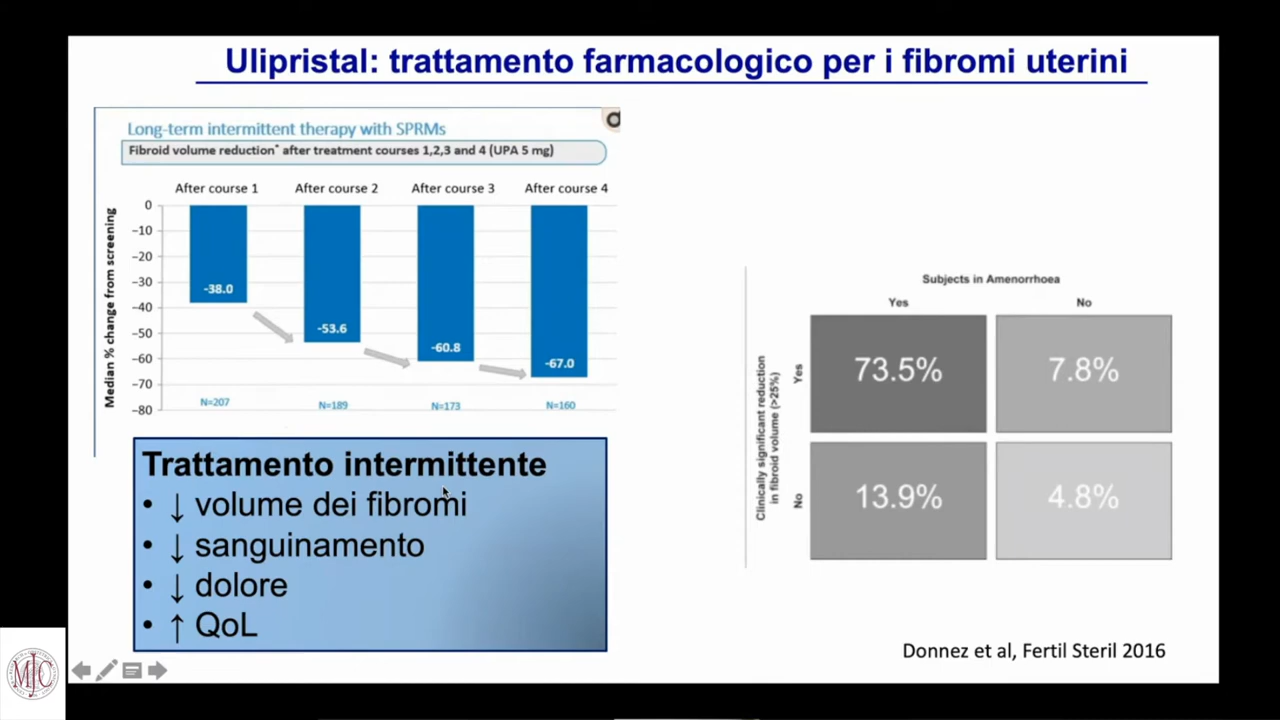 Ulipristal: trattamento farmacologico per i fibromi uterini
Long-term intermittent therapy with SPRMs
Fibroid volume reduction* after treatment courses 1,2,3 and 4 (UPA 5 mg)
After course 1 After course 2 After course 3 After course 4
Median % change from screening
0
−10
−20
−30
−40
−50
−60
−70
−80
-38.0
-53.6
-60.8
-67.0
N=207 N=189 N=173 N=160
Trattamento intermittente
• ↓ volume dei fibromi
• ↓ sanguinamento
• ↓ dolore
• ↑ QoL
Subjects in Amenorrhoea
Yes No
Clinically significant reduction
in fibroid volume (>25%)
Yes
73.5% 7.8%
No
13.9% 4.8%
Donnez et al, Fertil Steril 2016
MJC